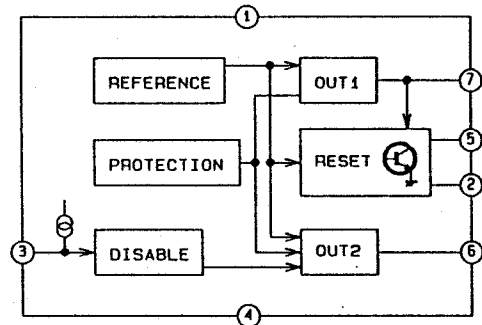 1
REFERENCE
OUT1
7
PROTECTION
RESET
5
2
3
DISABLE
OUT2
6
4